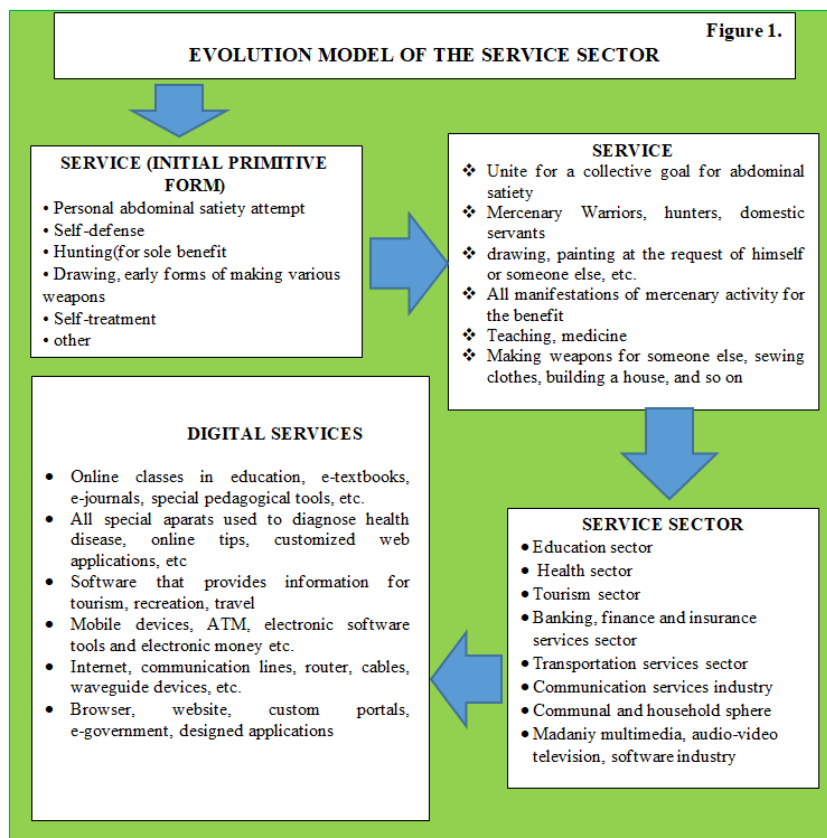 Figure 1.
EVOLUTION MODEL OF THE SERVICE SECTOR
SERVICE (INITIAL PRIMITIVE
FORM)
• Personal abdominal satiety attempt
• Self-defense
• Hunting(for sole benefit
• Drawing, early forms of making various
weapons
• Self-treatment
• other
SERVICE
❖ Unite for a collective goal for abdominal
satiety
❖ Mercenary Warriors, hunters, domestic
servants
❖ drawing, painting at the request of himself
or someone else, etc.
❖ All manifestations of mercenary activity for
the benefit
❖ Teaching, medicine
❖ Making weapons for someone else, sewing
clothes, building a house, and so on
SERVICE SECTOR
• Education sector
• Health sector
• Tourism sector
• Banking, finance and insurance
services sector
• Transportation services sector
• Communication services industry
• Communal and household sphere
• Madaniy multimedia, audio-video
television, software industry
DIGITAL SERVICES
• Online classes in education, e-textbooks,
e-journals, special pedagogical tools, etc.
• All special aparats used to diagnose health
disease, online tips, customized web
applications, etc
• Software that provides information for
tourism, recreation, travel
• Mobile devices, ATM, electronic software
tools and electronic money etc.
• Internet, communication lines, router, cables,
waveguide devices, etc.
• Browser, website, custom portals,
e-government, designed applications